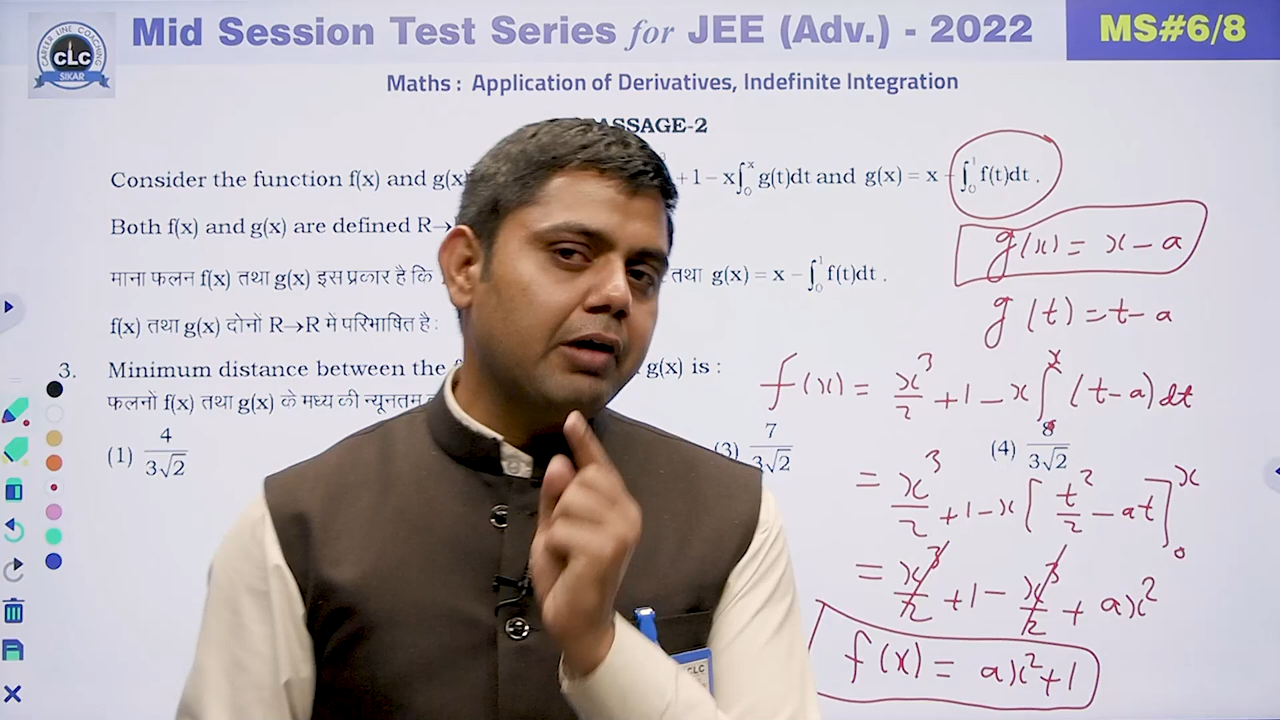 CAREER LINE COACHING
CLC
SIKAR
Mid Session Test Series for JEE (Adv.) - 2022
MS#6/8
Maths : Application of Derivatives, Indefinite Integration
ASSAGE-2
Consider the function f(x) and g(x) +1 − x∫₀ˣ g(t)dt and g(x) = x − ∫₀¹ f(t)dt .
Both f(x) and g(x) are defined R→
g(x) = x − a
माना फलन f(x) तथा g(x) इस प्रकार है कि तथा g(x) = x − ∫₀¹ f(t)dt .
g(t) = t − a
f(x) तथा g(x) दोनों R→R में परिभाषित है :
3. Minimum distance between the g(x) is :
फलनों f(x) तथा g(x) के मध्य की न्यूनतम
f(x) = x³/2 + 1 − x ∫₀ˣ (t−a) dt
(1) 4/3√2 (3) 7/3√2 (4) 8/3√2
= x³/2 + 1 − x [t²/2 − at]₀ˣ
= x³/2 + 1 − x³/2 + ax²
f(x) = ax² + 1
CLC